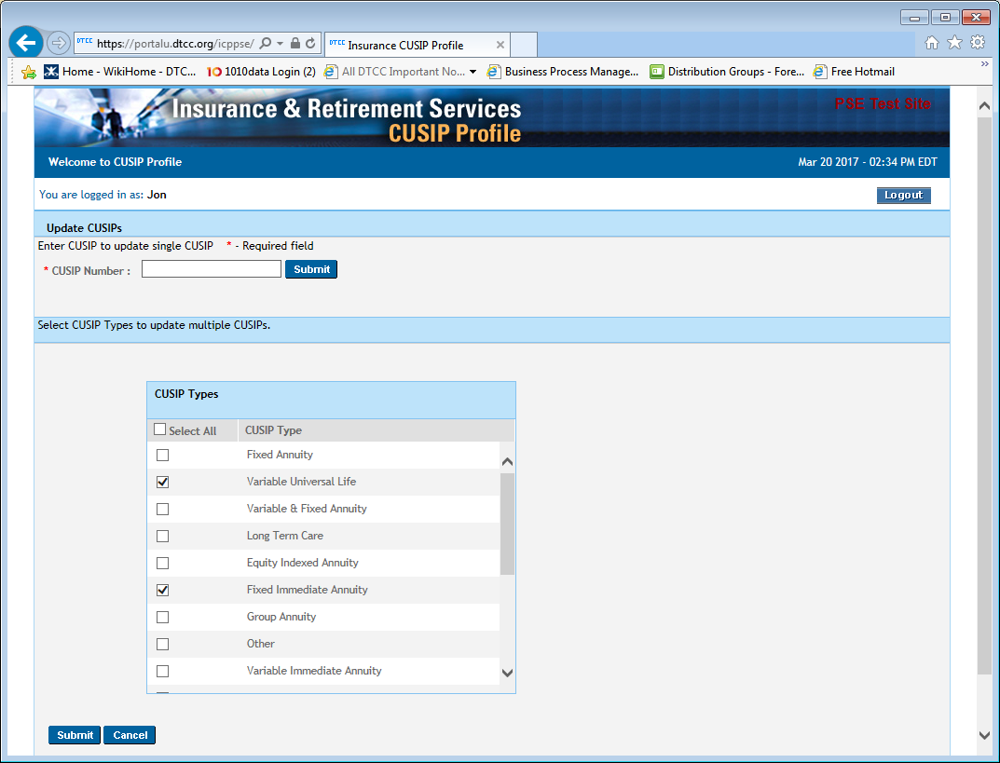 DTCC https://portalu.dtcc.org/icppse/
DTCC Insurance CUSIP Profile
Home - WikiHome - DTC... 1010data Login (2) All DTCC Important No... Business Process Manage... Distribution Groups - Fore... Free Hotmail
Insurance & Retirement Services
CUSIP Profile
PSE Test Site
Welcome to CUSIP Profile
Mar 20 2017 - 02:34 PM EDT
You are logged in as: Jon
Logout
Update CUSIPs
Enter CUSIP to update single CUSIP * - Required field
* CUSIP Number : Submit
Select CUSIP Types to update multiple CUSIPs.
CUSIP Types
Select All CUSIP Type
Fixed Annuity
Variable Universal Life
Variable & Fixed Annuity
Long Term Care
Equity Indexed Annuity
Fixed Immediate Annuity
Group Annuity
Other
Variable Immediate Annuity
Submit Cancel